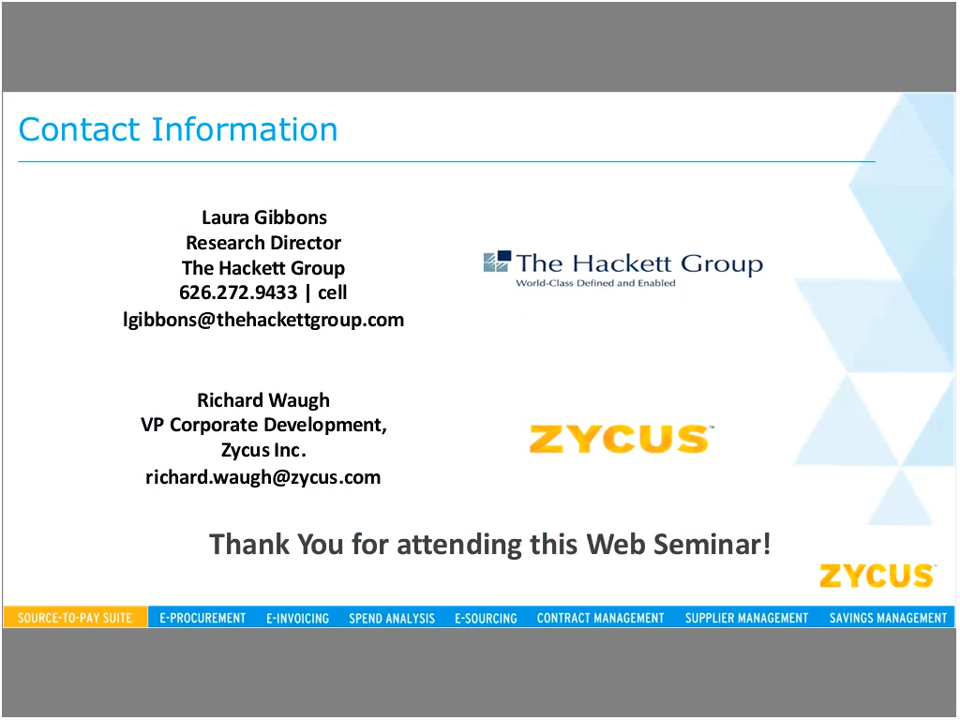 Contact Information
Laura Gibbons
Research Director
The Hackett Group
626.272.9433 | cell
lgibbons@thehackettgroup.com
The Hackett Group
World-Class Defined and Enabled
Richard Waugh
VP Corporate Development,
Zycus Inc.
richard.waugh@zycus.com
ZYCUS™
Thank You for attending this Web Seminar!
ZYCUS™
SOURCE-TO-PAY SUITE E-PROCUREMENT E-INVOICING SPEND ANALYSIS E-SOURCING CONTRACT MANAGEMENT SUPPLIER MANAGEMENT SAVINGS MANAGEMENT